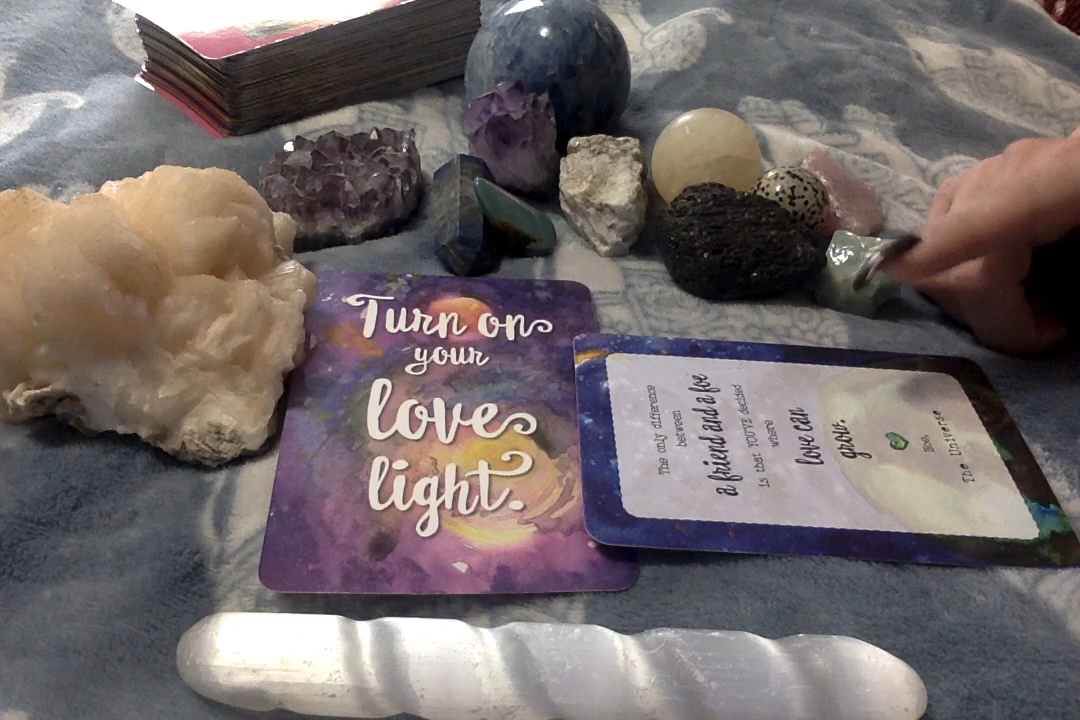 Turn on
your
love
light.
The only difference
between
a friend and a foe
is that YOU'VE decided
where
love can
grow.
The Universe